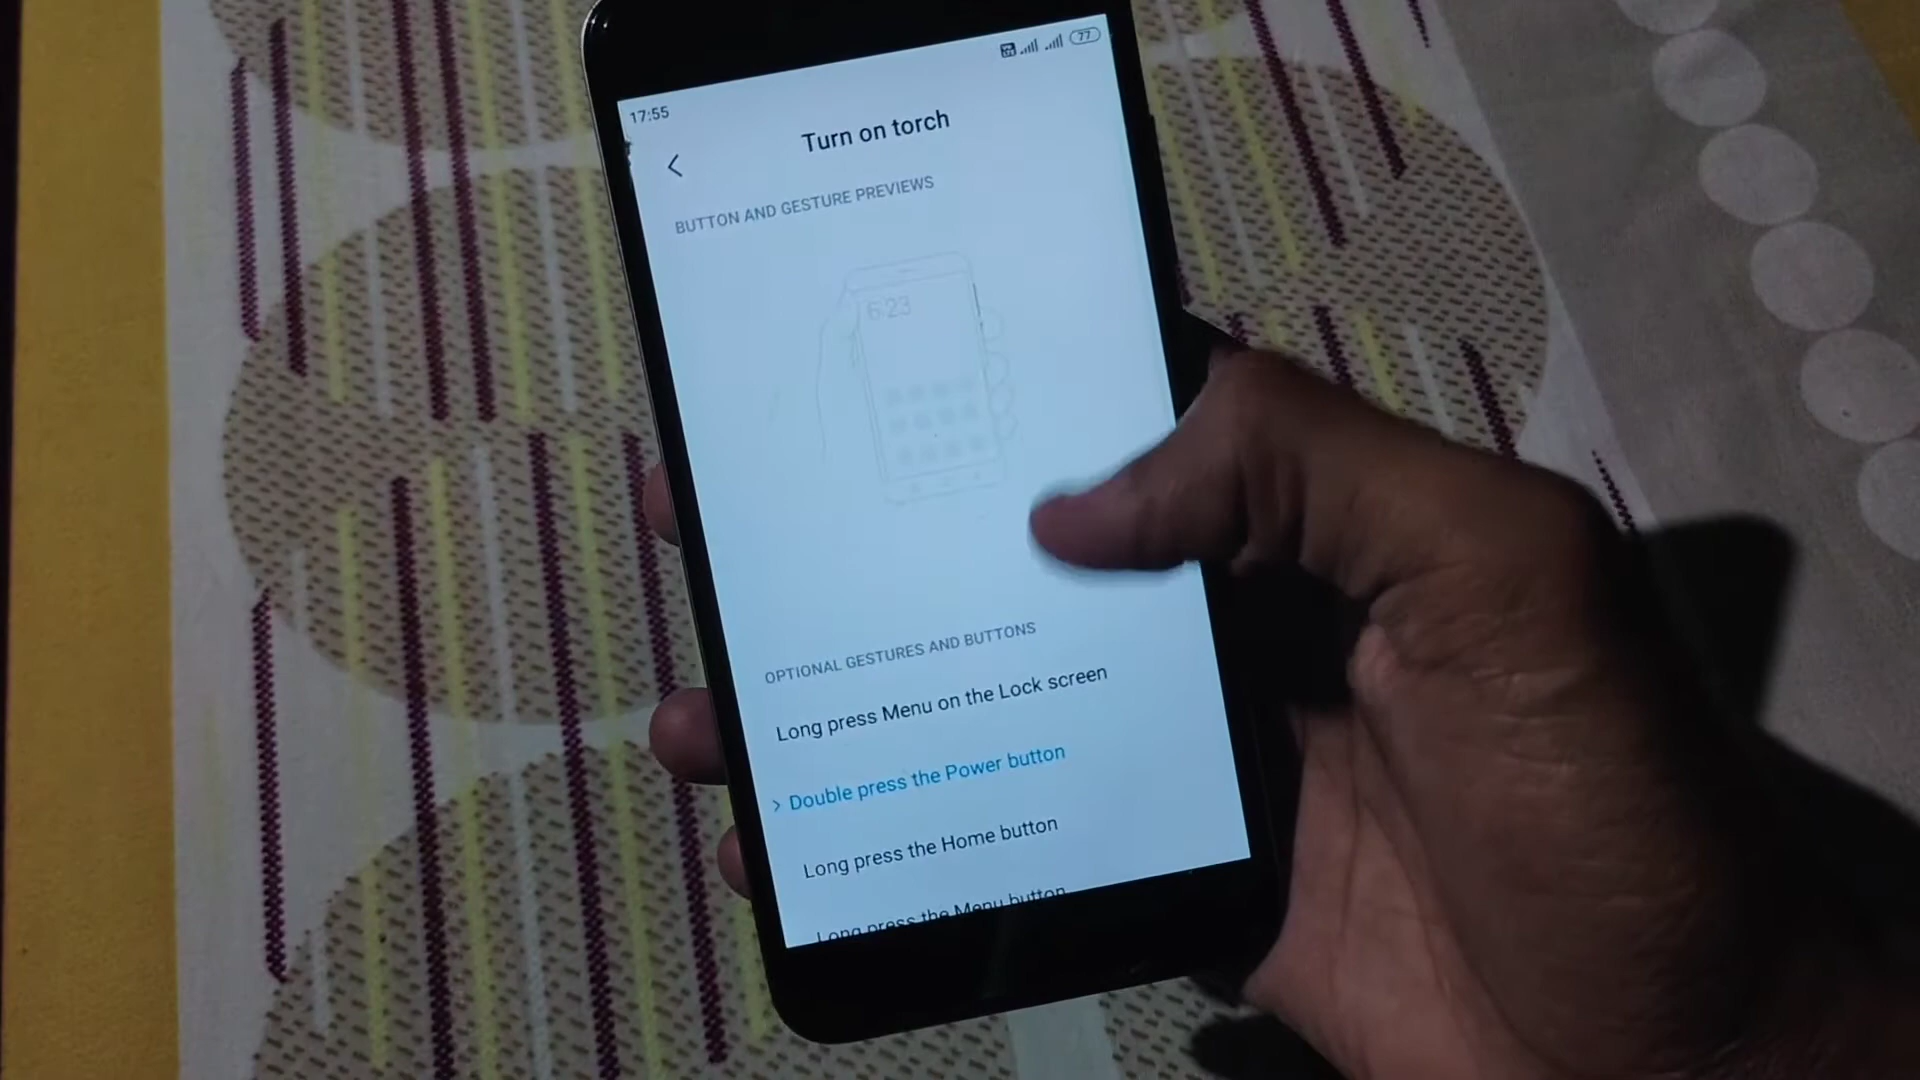 17:55
77
Turn on torch
BUTTON AND GESTURE PREVIEWS
6:23
OPTIONAL GESTURES AND BUTTONS
Long press Menu on the Lock screen
> Double press the Power button
Long press the Home button
Long press the Menu button